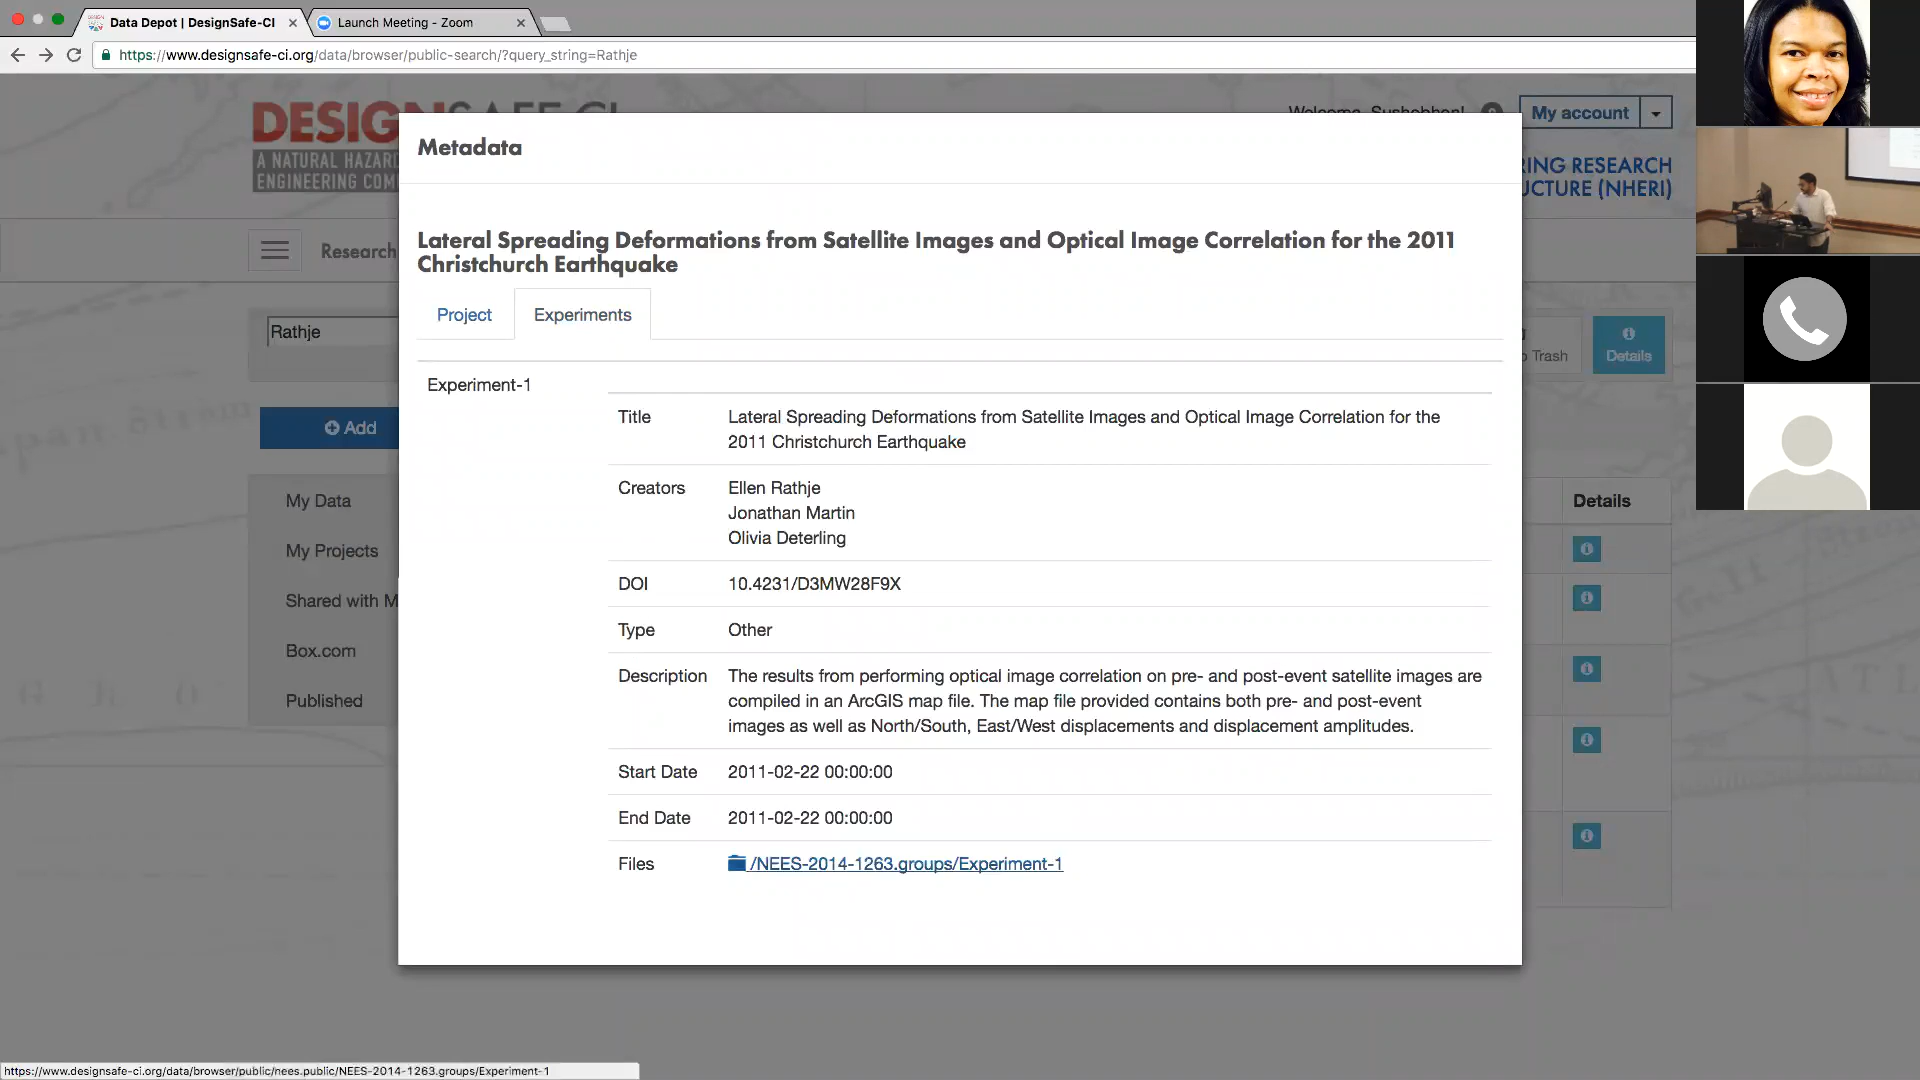 Data Depot | DesignSafe-CI
Launch Meeting - Zoom
https://www.designsafe-ci.org/data/browser/public-search/?query_string=Rathje
DESIGNSAFE-CI
A NATURAL HAZAR
ENGINEERING COM
My account
RING RESEARCH
UCTURE (NHERI)
Research
Metadata
Lateral Spreading Deformations from Satellite Images and Optical Image Correlation for the 2011
Christchurch Earthquake
Project
Experiments
Rathje
Trash
Details
Add
My Data
My Projects
Shared with M
Box.com
Published
Details
Experiment-1
Title
Lateral Spreading Deformations from Satellite Images and Optical Image Correlation for the
2011 Christchurch Earthquake
Creators
Ellen Rathje
Jonathan Martin
Olivia Deterling
DOI
10.4231/D3MW28F9X
Type
Other
Description
The results from performing optical image correlation on pre- and post-event satellite images are
compiled in an ArcGIS map file. The map file provided contains both pre- and post-event
images as well as North/South, East/West displacements and displacement amplitudes.
Start Date
2011-02-22 00:00:00
End Date
2011-02-22 00:00:00
Files
/NEES-2014-1263.groups/Experiment-1
https://www.designsafe-ci.org/data/browser/public/nees.public/NEES-2014-1263.groups/Experiment-1